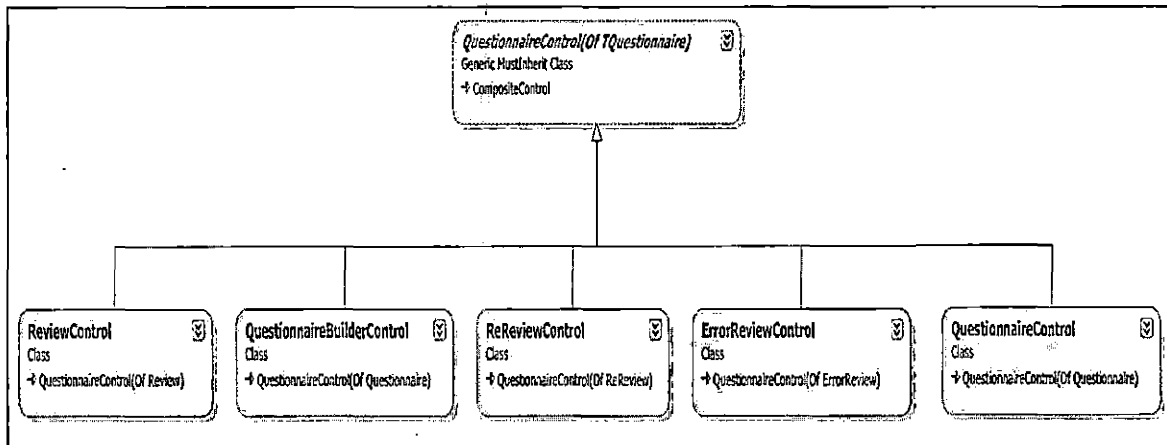 QuestionnaireControl(Of TQuestionnaire)
Generic MustInherit Class
CompositeControl
ReviewControl
Class
QuestionnaireControl(Of Review)
QuestionnaireBuilderControl
Class
QuestionnaireControl(Of Questionnaire)
ReReviewControl
Class
QuestionnaireControl(Of ReReview)
ErrorReviewControl
Class
QuestionnaireControl(Of ErrorReview)
QuestionnaireControl
Class
QuestionnaireControl(Of Questionnaire)